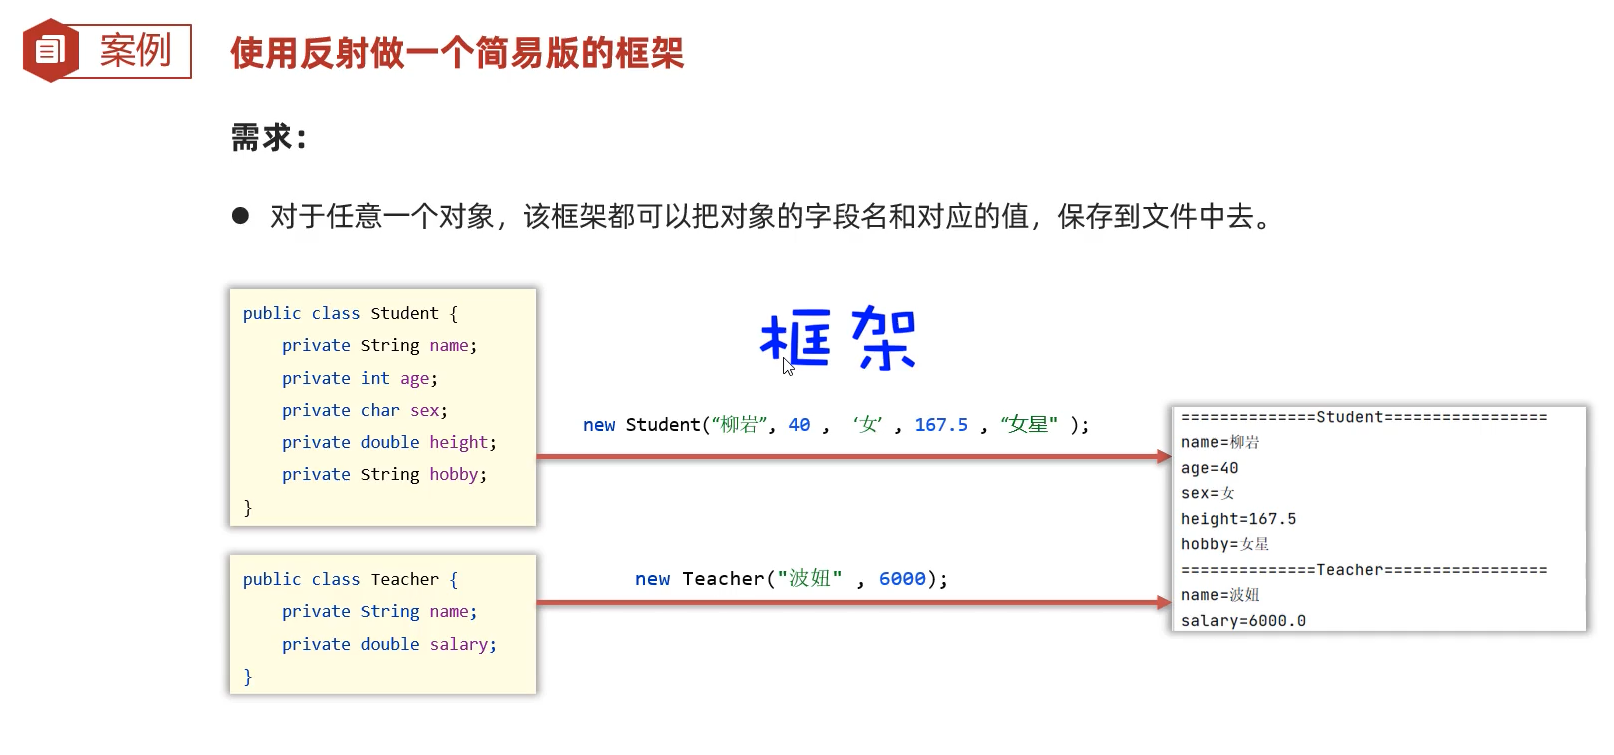 案例
使用反射做一个简易版的框架
需求：
● 对于任意一个对象，该框架都可以把对象的字段名和对应的值，保存到文件中去。
public class Student {
private String name;
private int age;
private char sex;
private double height;
private String hobby;
}
框架
new Student(“柳岩”, 40 , ‘女’ , 167.5 , “女星" );
public class Teacher {
private String name;
private double salary;
}
new Teacher("波妞" , 6000);
==============Student=================
name=柳岩
age=40
sex=女
height=167.5
hobby=女星
==============Teacher=================
name=波妞
salary=6000.0